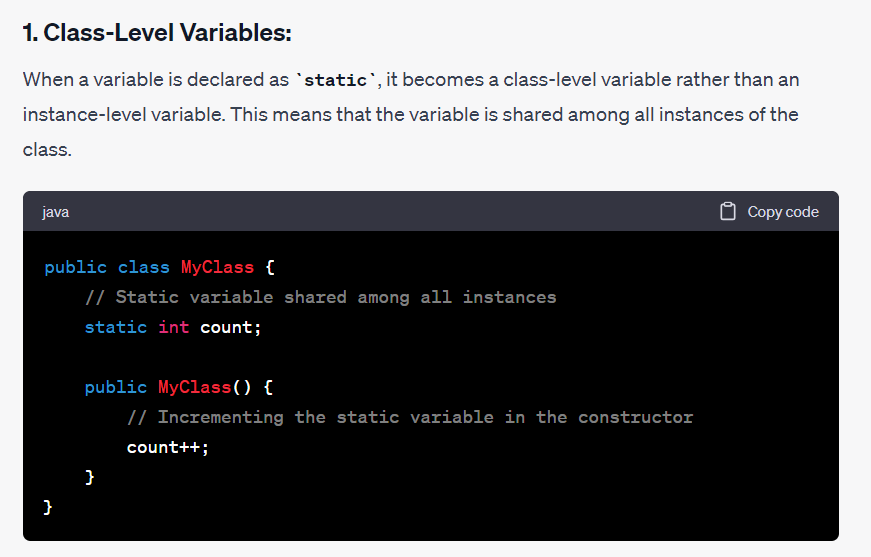 1. Class-Level Variables:
When a variable is declared as `static`, it becomes a class-level variable rather than an
instance-level variable. This means that the variable is shared among all instances of the
class.
java Copy code
public class MyClass {
    // Static variable shared among all instances
    static int count;
    public MyClass() {
        // Incrementing the static variable in the constructor
        count++;
    }
}